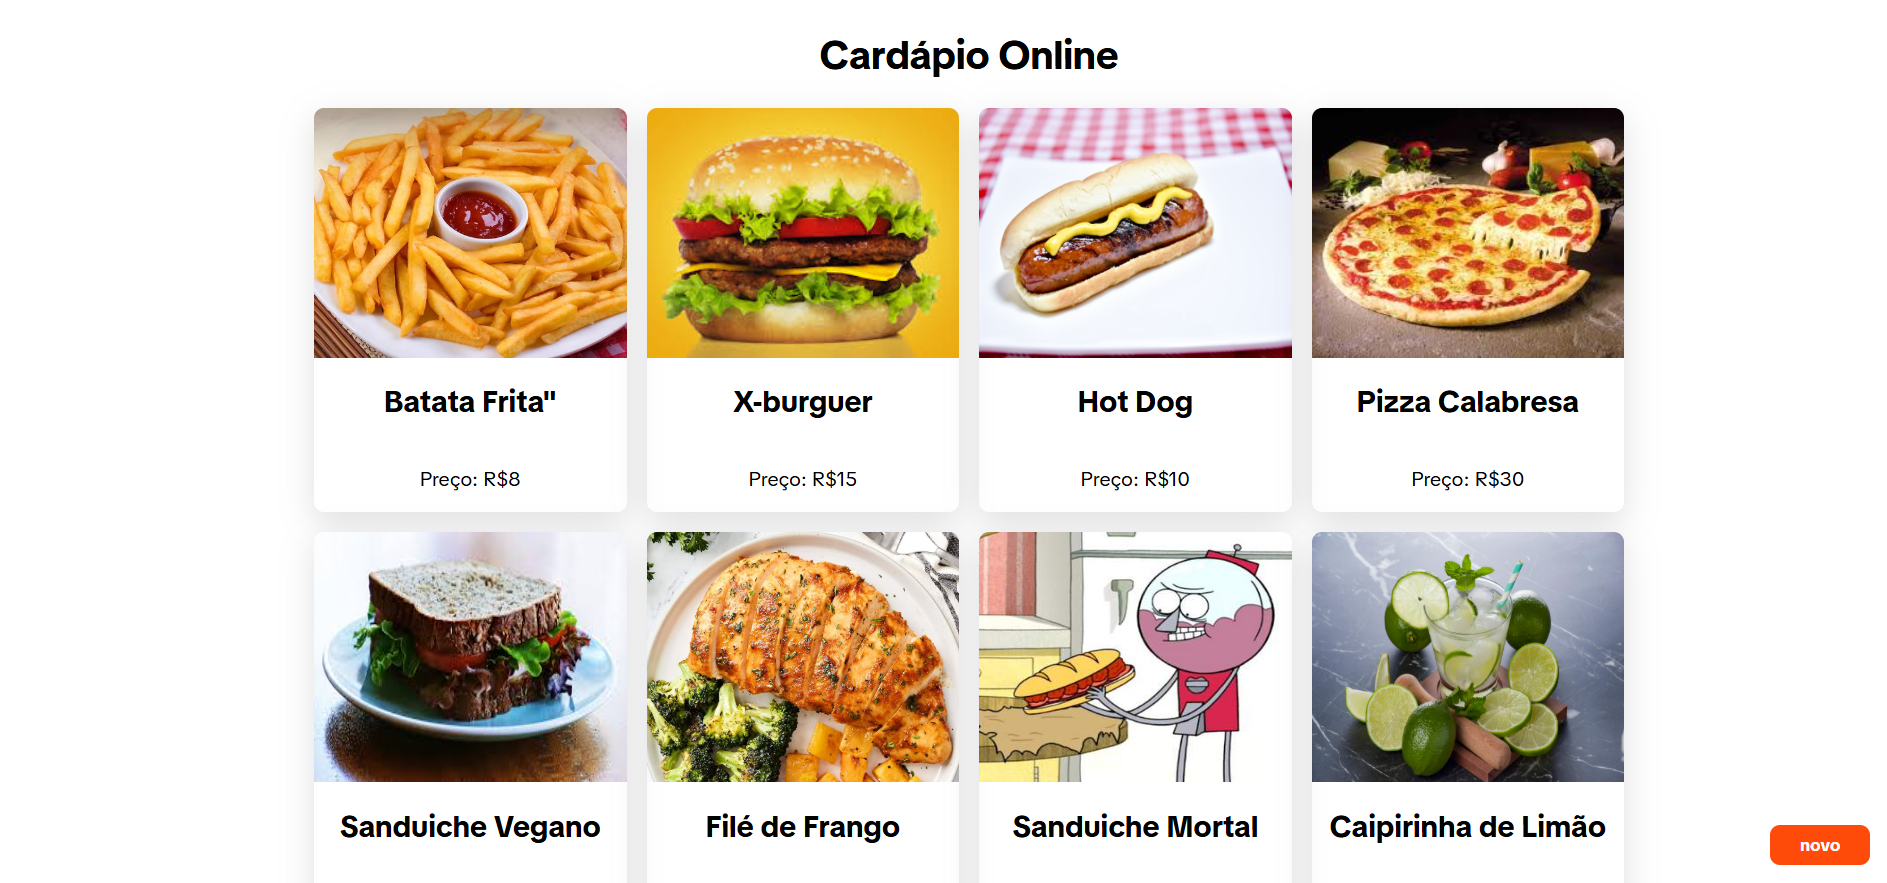 Cardápio Online
Batata Frita"
X-burguer
Hot Dog
Pizza Calabresa
Preço: R$8
Preço: R$15
Preço: R$10
Preço: R$30
Sanduiche Vegano
Filé de Frango
Sanduiche Mortal
Caipirinha de Limão
novo